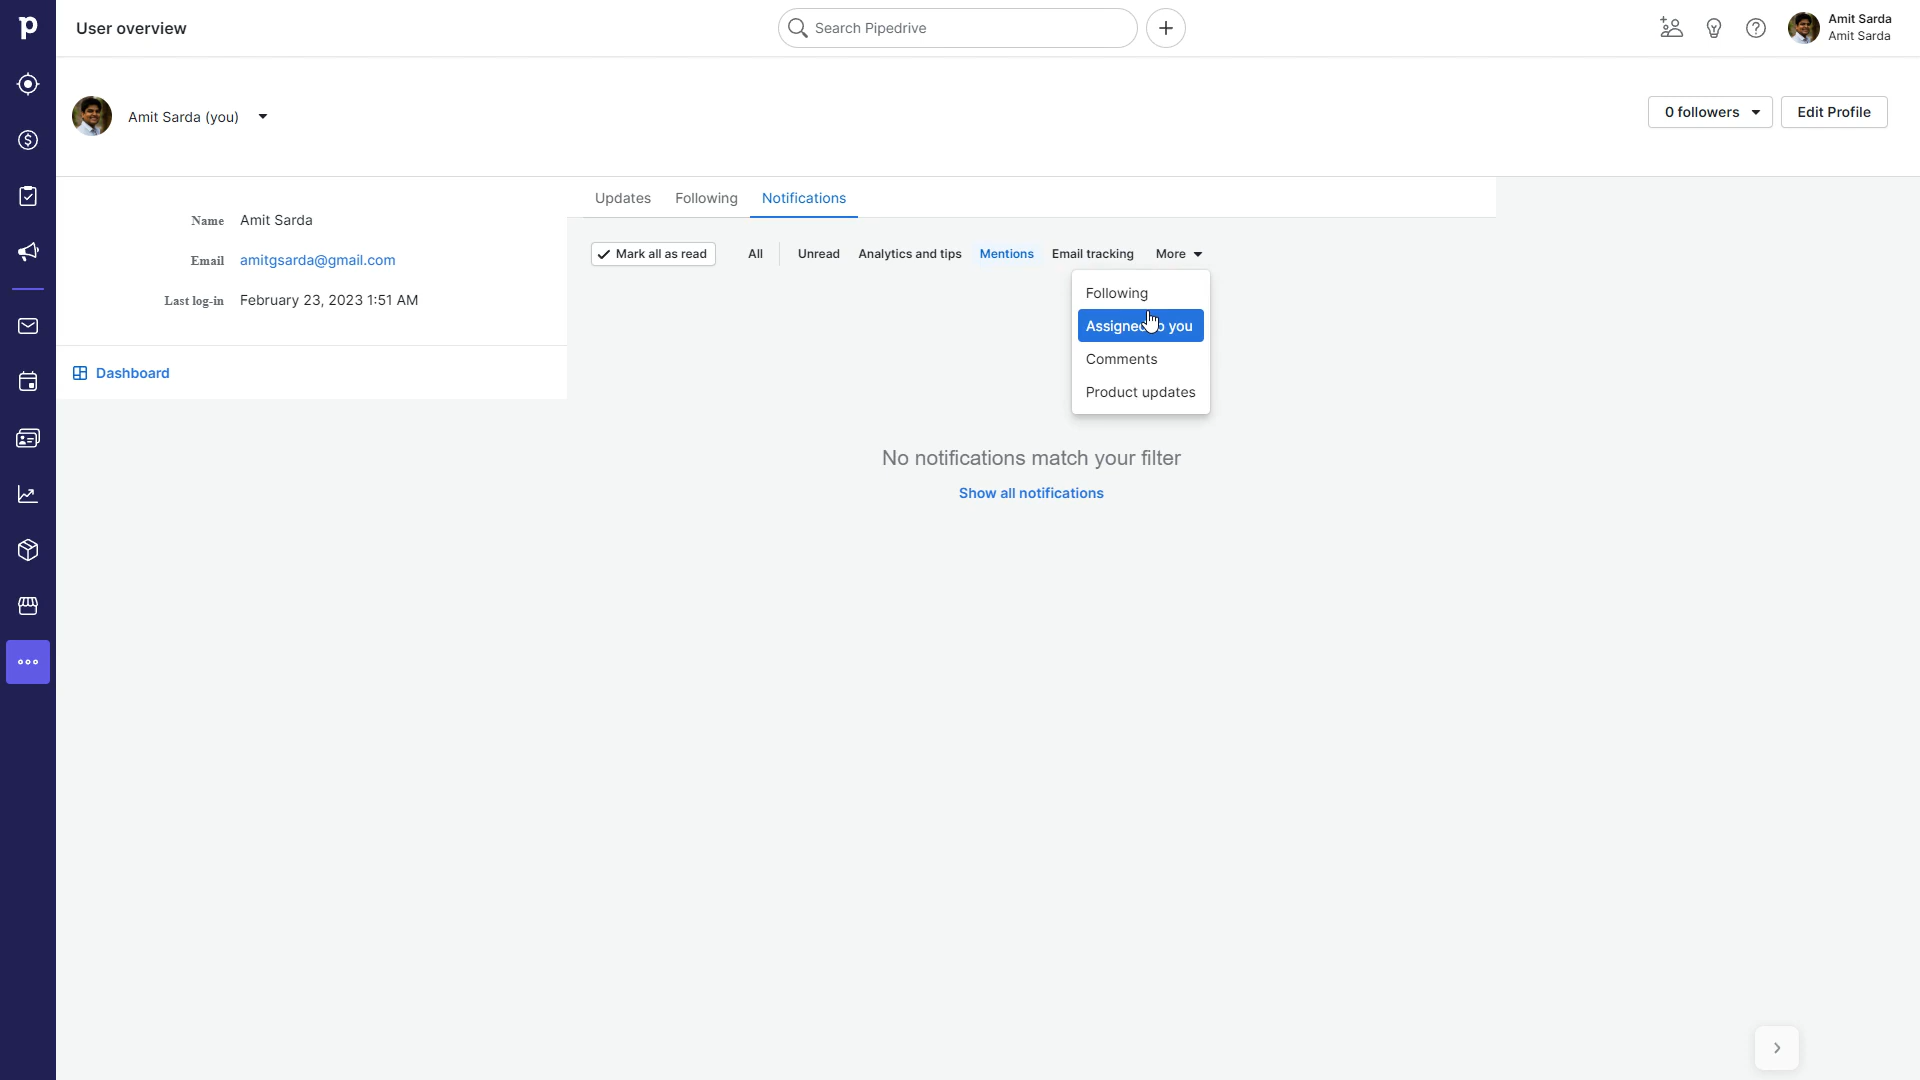 User overview
Search Pipedrive
Amit Sarda
Amit Sarda
Amit Sarda (you)
0 followers
Edit Profile
Updates Following Notifications
Name Amit Sarda
Email amitgsarda@gmail.com
Last log-in February 23, 2023 1:51 AM
Dashboard
Mark all as read All Unread Analytics and tips Mentions Email tracking More
Following
Assigned to you
Comments
Product updates
No notifications match your filter
Show all notifications